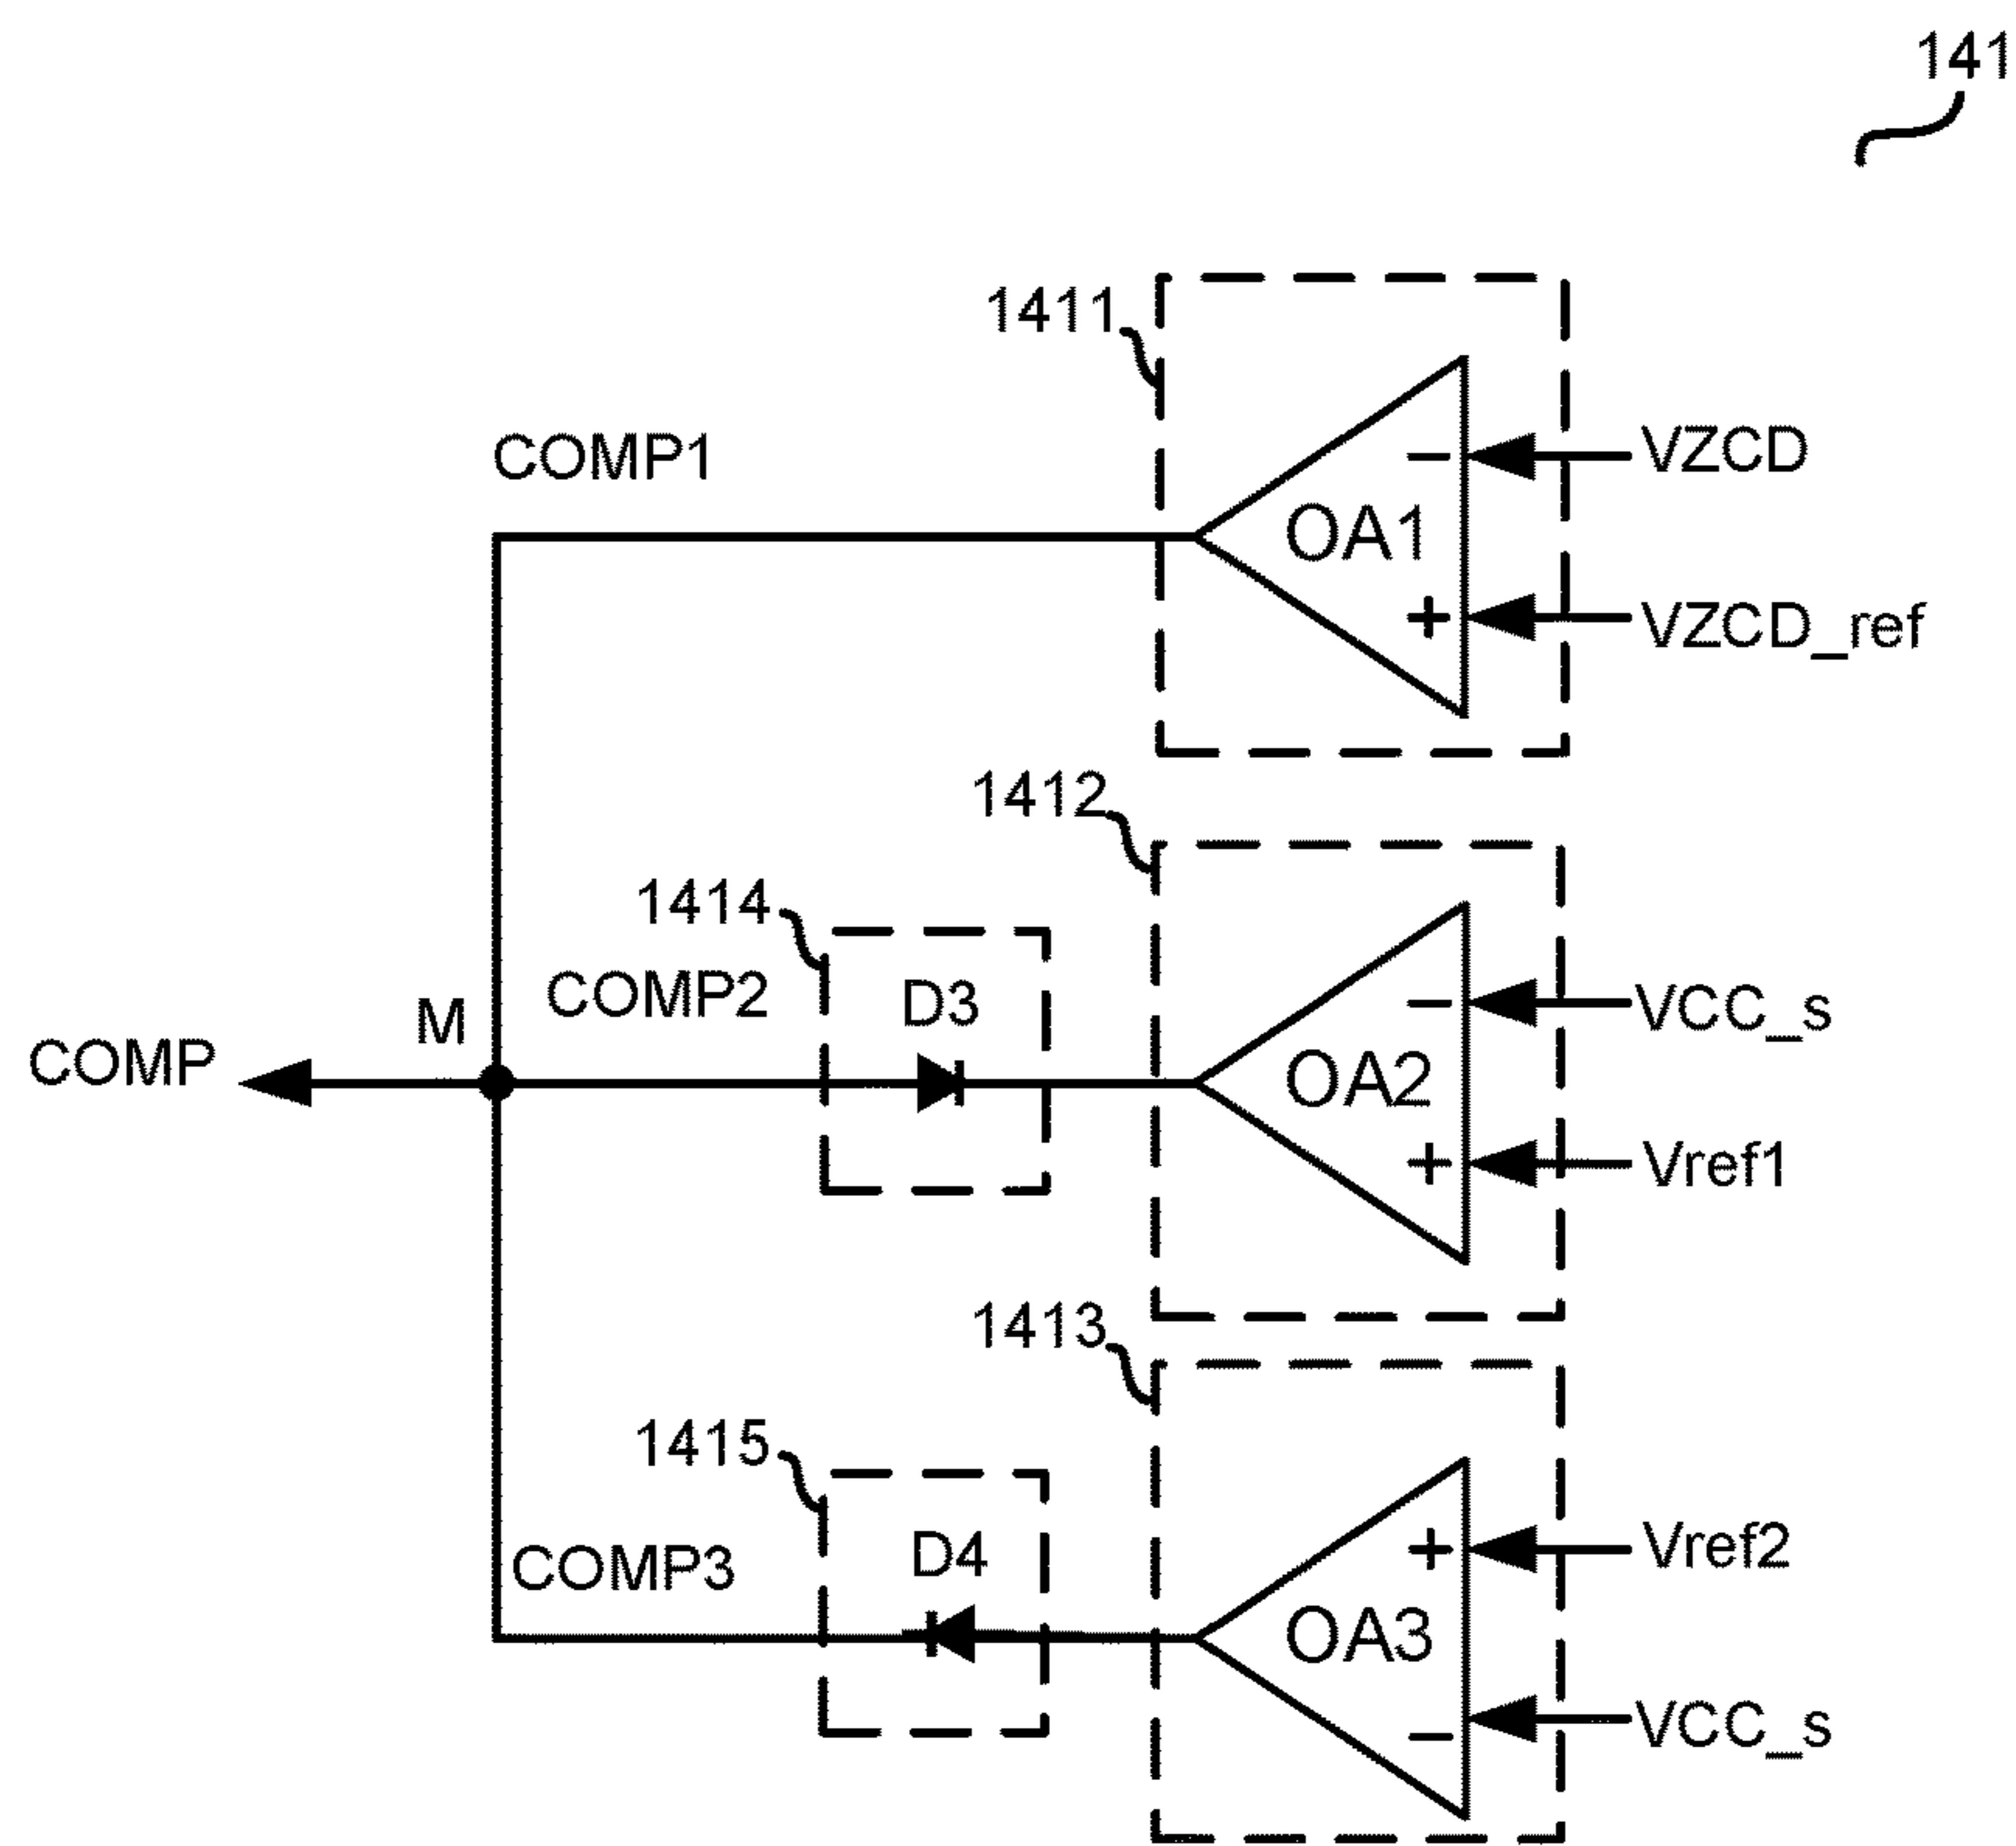 141
1411
COMP1
−
VZCD
OA1
+
VZCD_ref
1412
1414
COMP2
D3
−
VCC_s
M
COMP
OA2
+
Vref1
1413
1415
COMP3
D4
+
Vref2
OA3
−
VCC_s